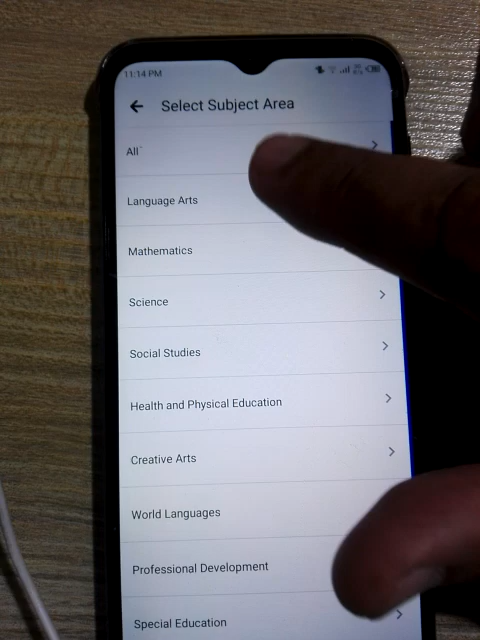 11:14 PM
Select Subject Area
All
Language Arts
Mathematics
Science
Social Studies
Health and Physical Education
Creative Arts
World Languages
Professional Development
Special Education